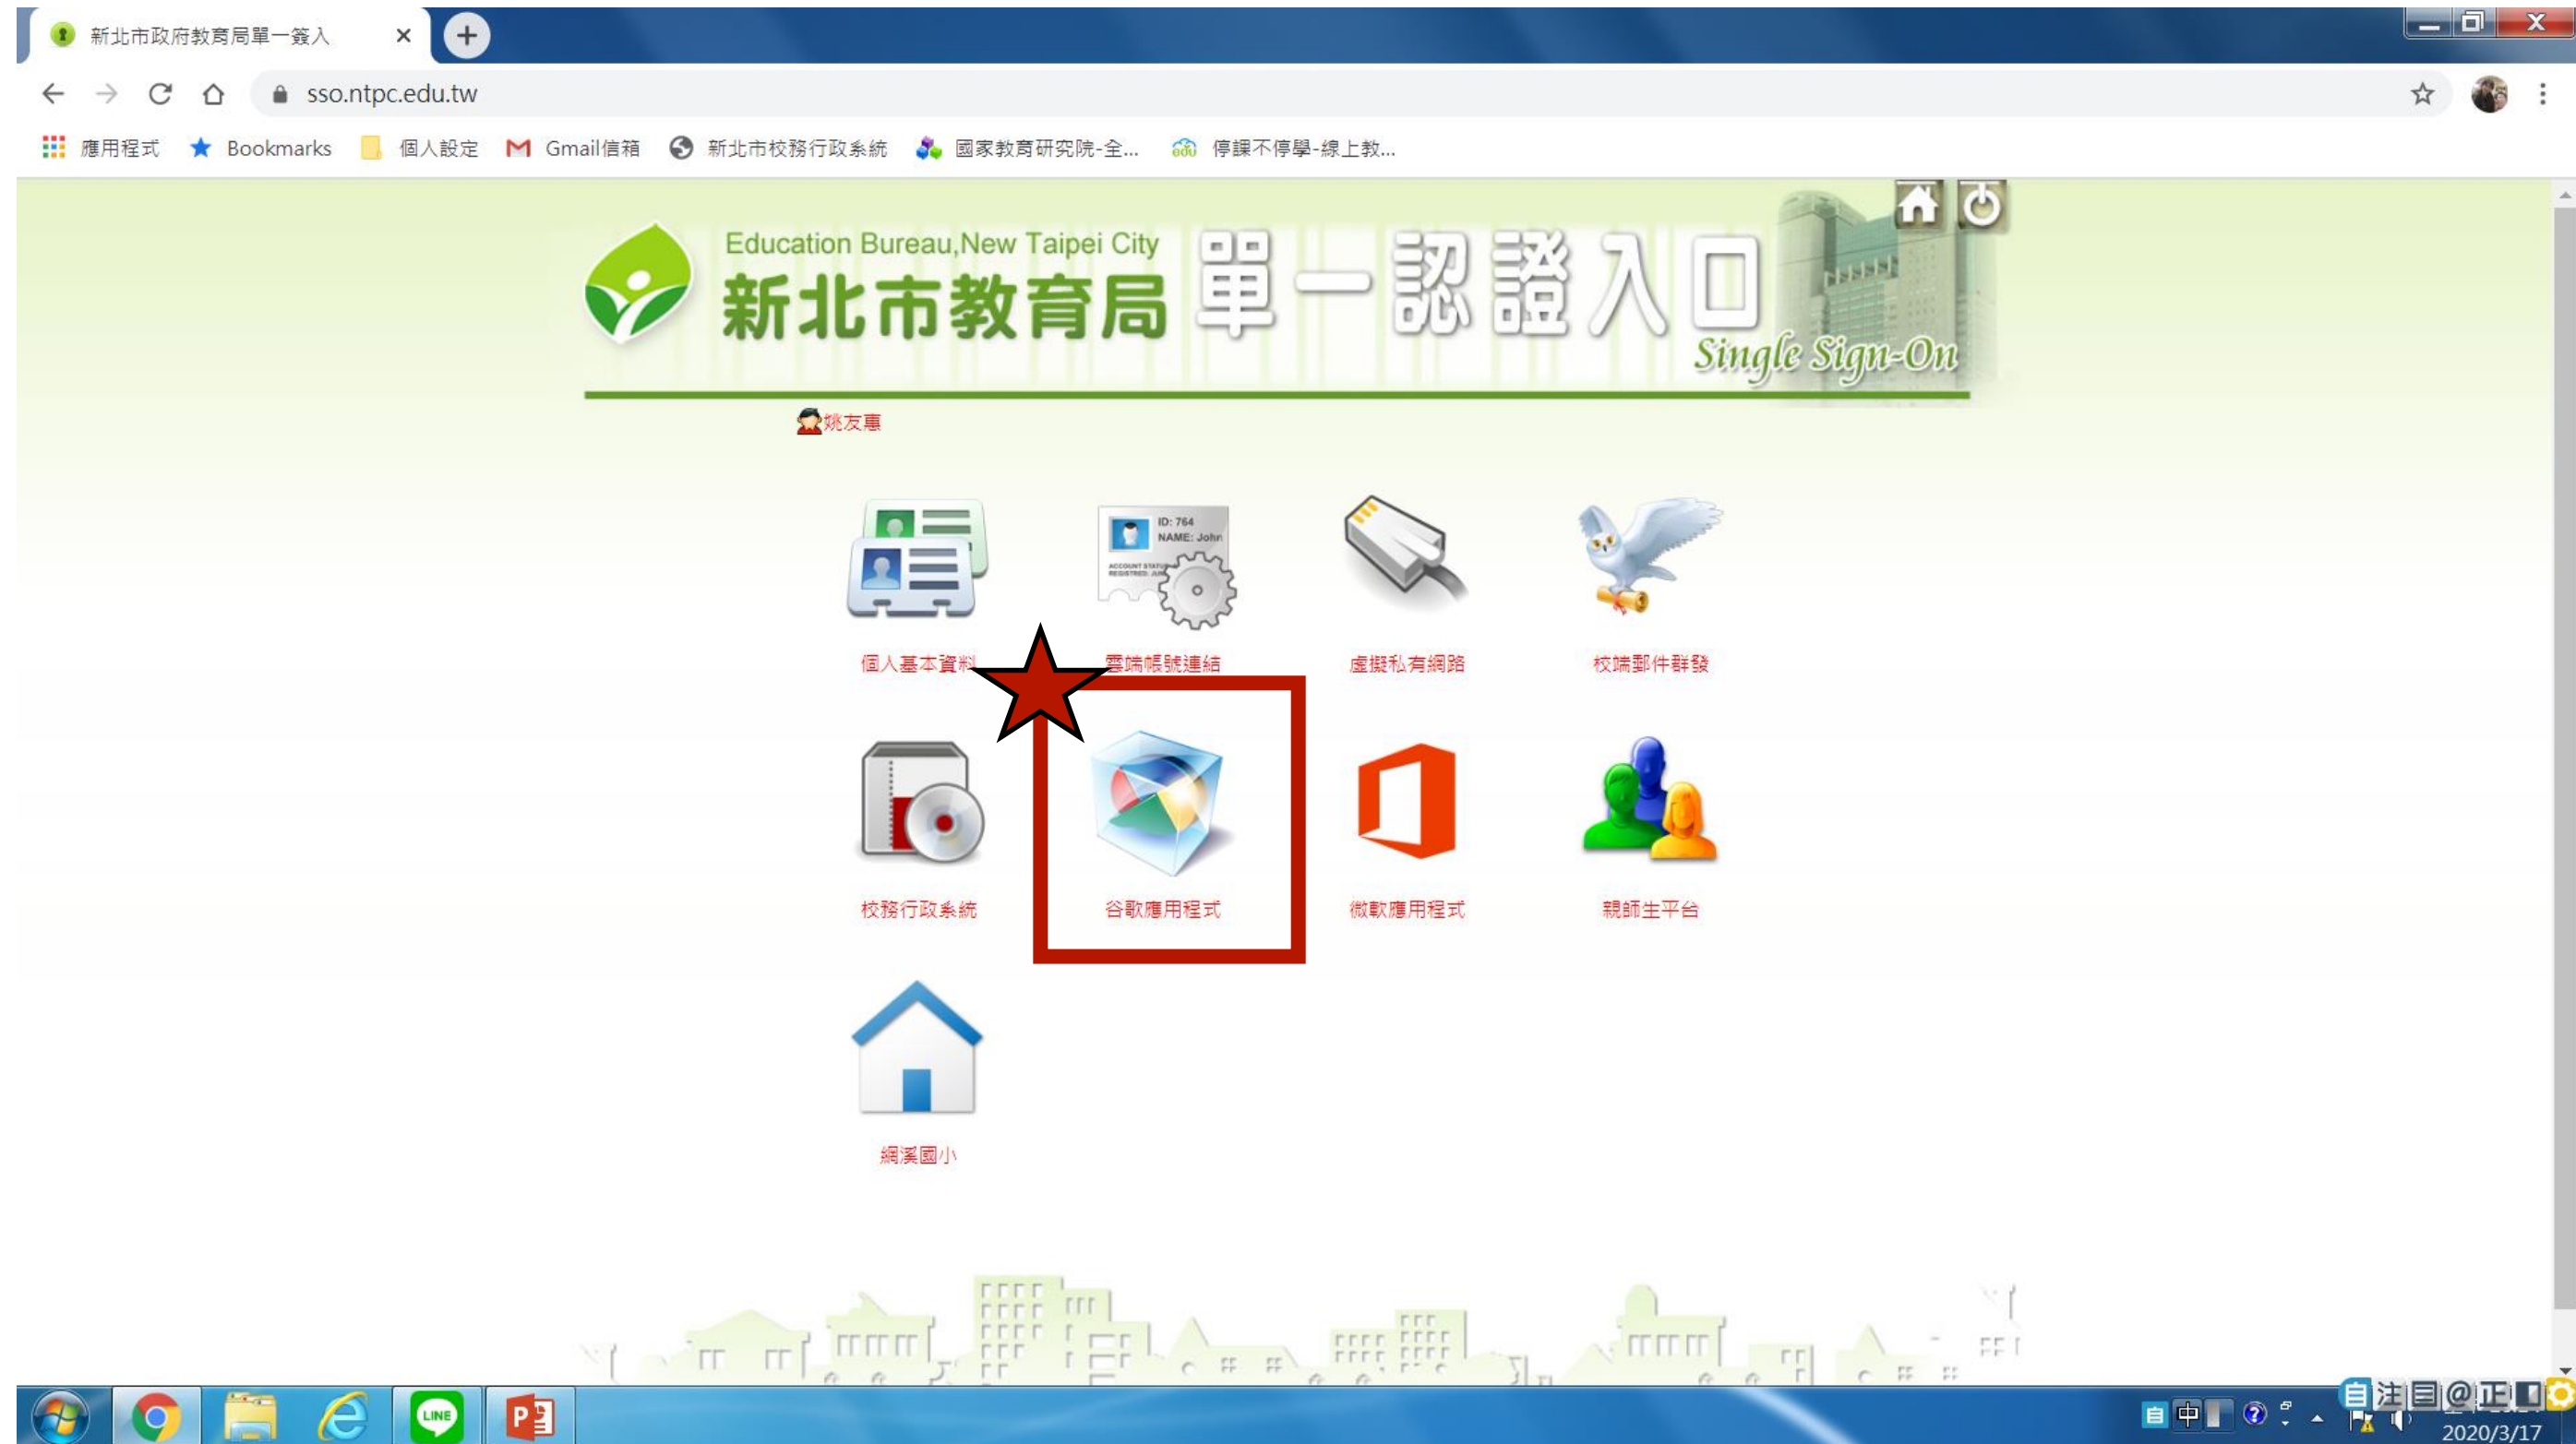 新北市政府教育局單一簽入
sso.ntpc.edu.tw
應用程式 Bookmarks 個人設定 Gmail信箱 新北市校務行政系統 國家教育研究院-全... 停課不停學-線上教...
Education Bureau,New Taipei City
新北市教育局 單一認證入口
Single Sign-On
姚友惠
ID: 764
NAME: John
個人基本資料 雲端帳號連結 虛擬私有網路 校端郵件群發
校務行政系統 谷歌應用程式 微軟應用程式 親師生平台
網溪國小
LINE
中
自注@正
2020/3/17